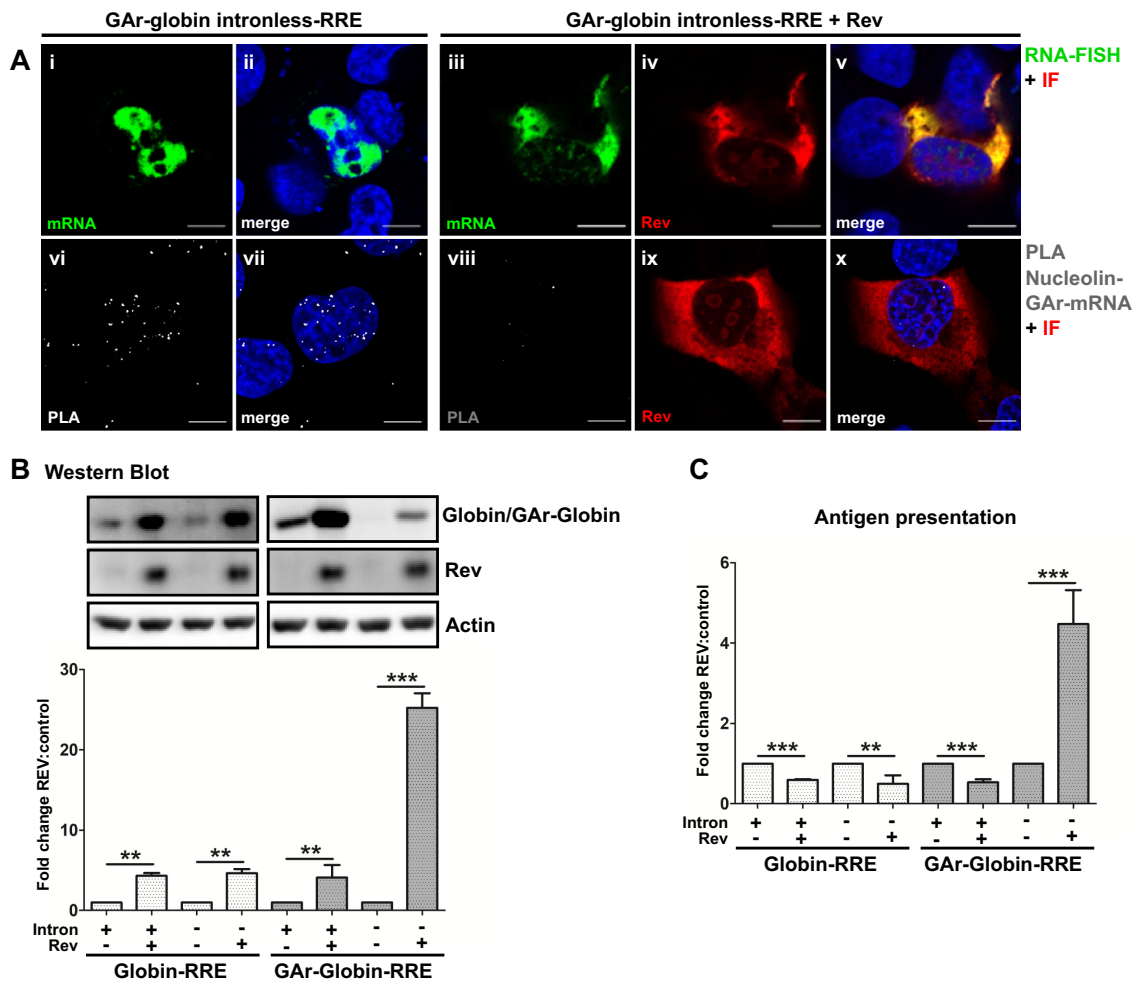 GAr-globin intronless-RRE
GAr-globin intronless-RRE + Rev
A
i
ii
iii
iv
v
RNA-FISH
+ IF
mRNA
merge
mRNA
Rev
merge
vi
vii
viii
ix
x
PLA
Nucleolin-
GAr-mRNA
+ IF
PLA
merge
PLA
Rev
merge
B Western Blot
Globin/GAr-Globin
Rev
Actin
Fold change REV:control
30
20
10
0
**
**
**
***
Intron + + - - + + - -
Rev - + - + - + - +
Globin-RRE
GAr-Globin-RRE
C
Antigen presentation
Fold change REV:control
6
4
2
0
***
**
***
***
Intron + + - - + + - -
Rev - + - + - + - +
Globin-RRE
GAr-Globin-RRE